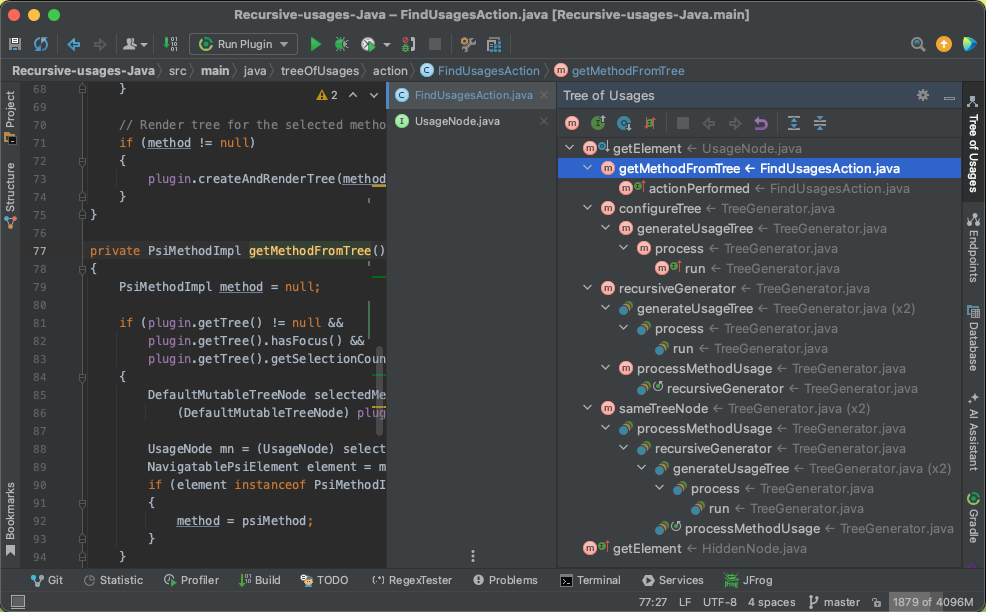 Recursive-usages-Java – FindUsagesAction.java [Recursive-usages-Java.main]
Run Plugin
Recursive-usages-Java 〉 src 〉 main 〉 java 〉 treeOfUsages 〉 action 〉 FindUsagesAction 〉 getMethodFromTree
Project
Structure
Bookmarks
2
68 }
69
70 // Render tree for the selected metho
71 if (method != null)
72 {
73 plugin.createAndRenderTree(method
74 }
75 }
76
77 private PsiMethodImpl getMethodFromTree()
78 {
79 PsiMethodImpl method = null;
80
81 if (plugin.getTree() != null &&
82 plugin.getTree().hasFocus() &&
83 plugin.getTree().getSelectionCoun
84 {
85 DefaultMutableTreeNode selectedMe
86 (DefaultMutableTreeNode) plug
87
88 UsageNode mn = (UsageNode) select
89 NavigatablePsiElement element = m
90 if (element instanceof PsiMethodI
91 {
92 method = psiMethod;
93 }
94 }
FindUsagesAction.java
UsageNode.java
Tree of Usages
getElement ← UsageNode.java
getMethodFromTree ← FindUsagesAction.java
actionPerformed ← FindUsagesAction.java
configureTree ← TreeGenerator.java
generateUsageTree ← TreeGenerator.java
process ← TreeGenerator.java
run ← TreeGenerator.java
recursiveGenerator ← TreeGenerator.java
generateUsageTree ← TreeGenerator.java (x2)
process ← TreeGenerator.java
run ← TreeGenerator.java
processMethodUsage ← TreeGenerator.java
recursiveGenerator ← TreeGenerator.java
sameTreeNode ← TreeGenerator.java (x2)
processMethodUsage ← TreeGenerator.java
recursiveGenerator ← TreeGenerator.java
generateUsageTree ← TreeGenerator.java (x2)
process ← TreeGenerator.java
run ← TreeGenerator.java
processMethodUsage ← TreeGenerator.java
getElement ← HiddenNode.java
Tree of Usages
Endpoints
Database
AI Assistant
Gradle
Git Statistic Profiler Build TODO RegexTester Problems Terminal Services JFrog
77:27 LF UTF-8 4 spaces master 1879 of 4096M